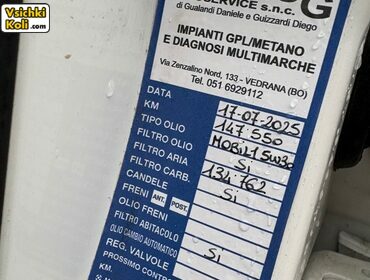 Vsichki
Koli.com
SERVICE s.n.c.
di Gualandi Daniele e Guizzardi Diego
IMPIANTI GPL/METANO
E DIAGNOSI MULTIMARCHE
Via Zenzalino Nord, 133 - VEDRANA (BO)
Tel. 051 6929112
DATA 17-07-2025
KM 147.550
TIPO OLIO MOBIL 1 5W30
FILTRO OLIO Si
FILTRO ARIA
FILTRO CARB. 134.762
CANDELE Si
FRENI ANT. POST.
OLIO FRENI
FILTRO ABITACOLO
OLIO CAMBIO AUTOMATICO Si
REG. VALVOLE
PROSSIMO CONTR
KM.